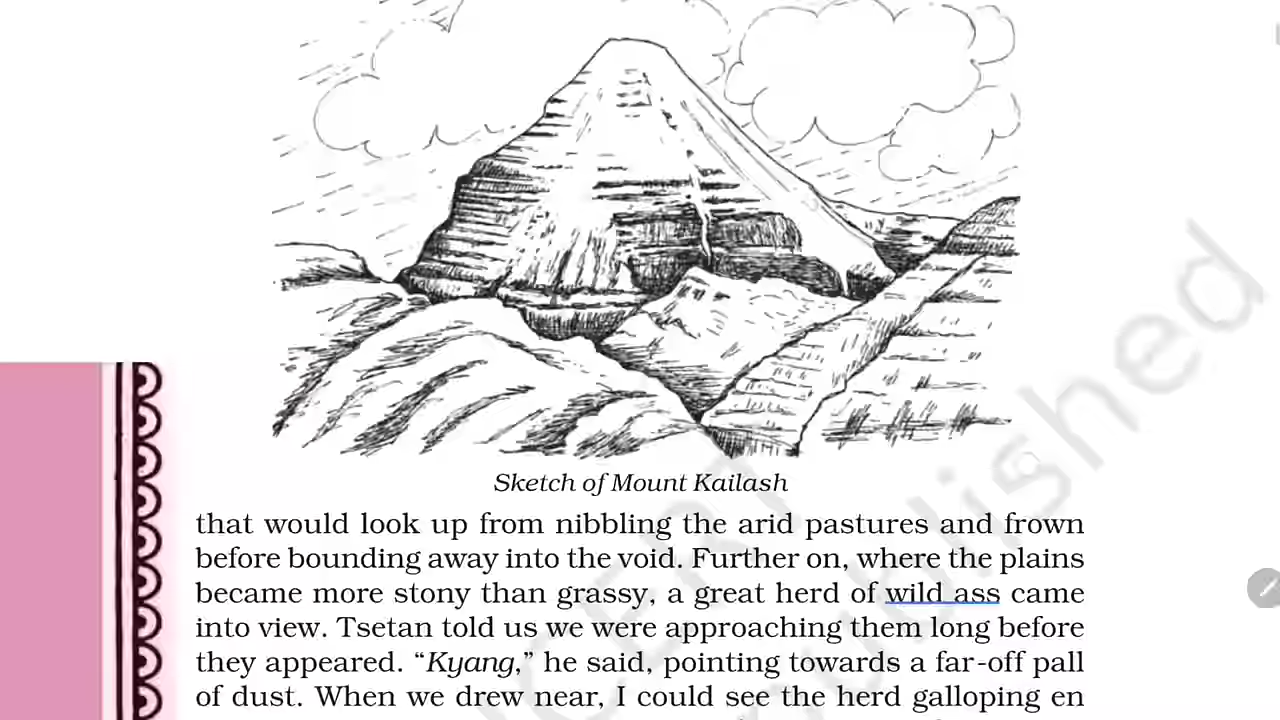 Sketch of Mount Kailash
that would look up from nibbling the arid pastures and frown
before bounding away into the void. Further on, where the plains
became more stony than grassy, a great herd of wild ass came
into view. Tsetan told us we were approaching them long before
they appeared. “Kyang,” he said, pointing towards a far-off pall
of dust. When we drew near, I could see the herd galloping en
NCERT
republished